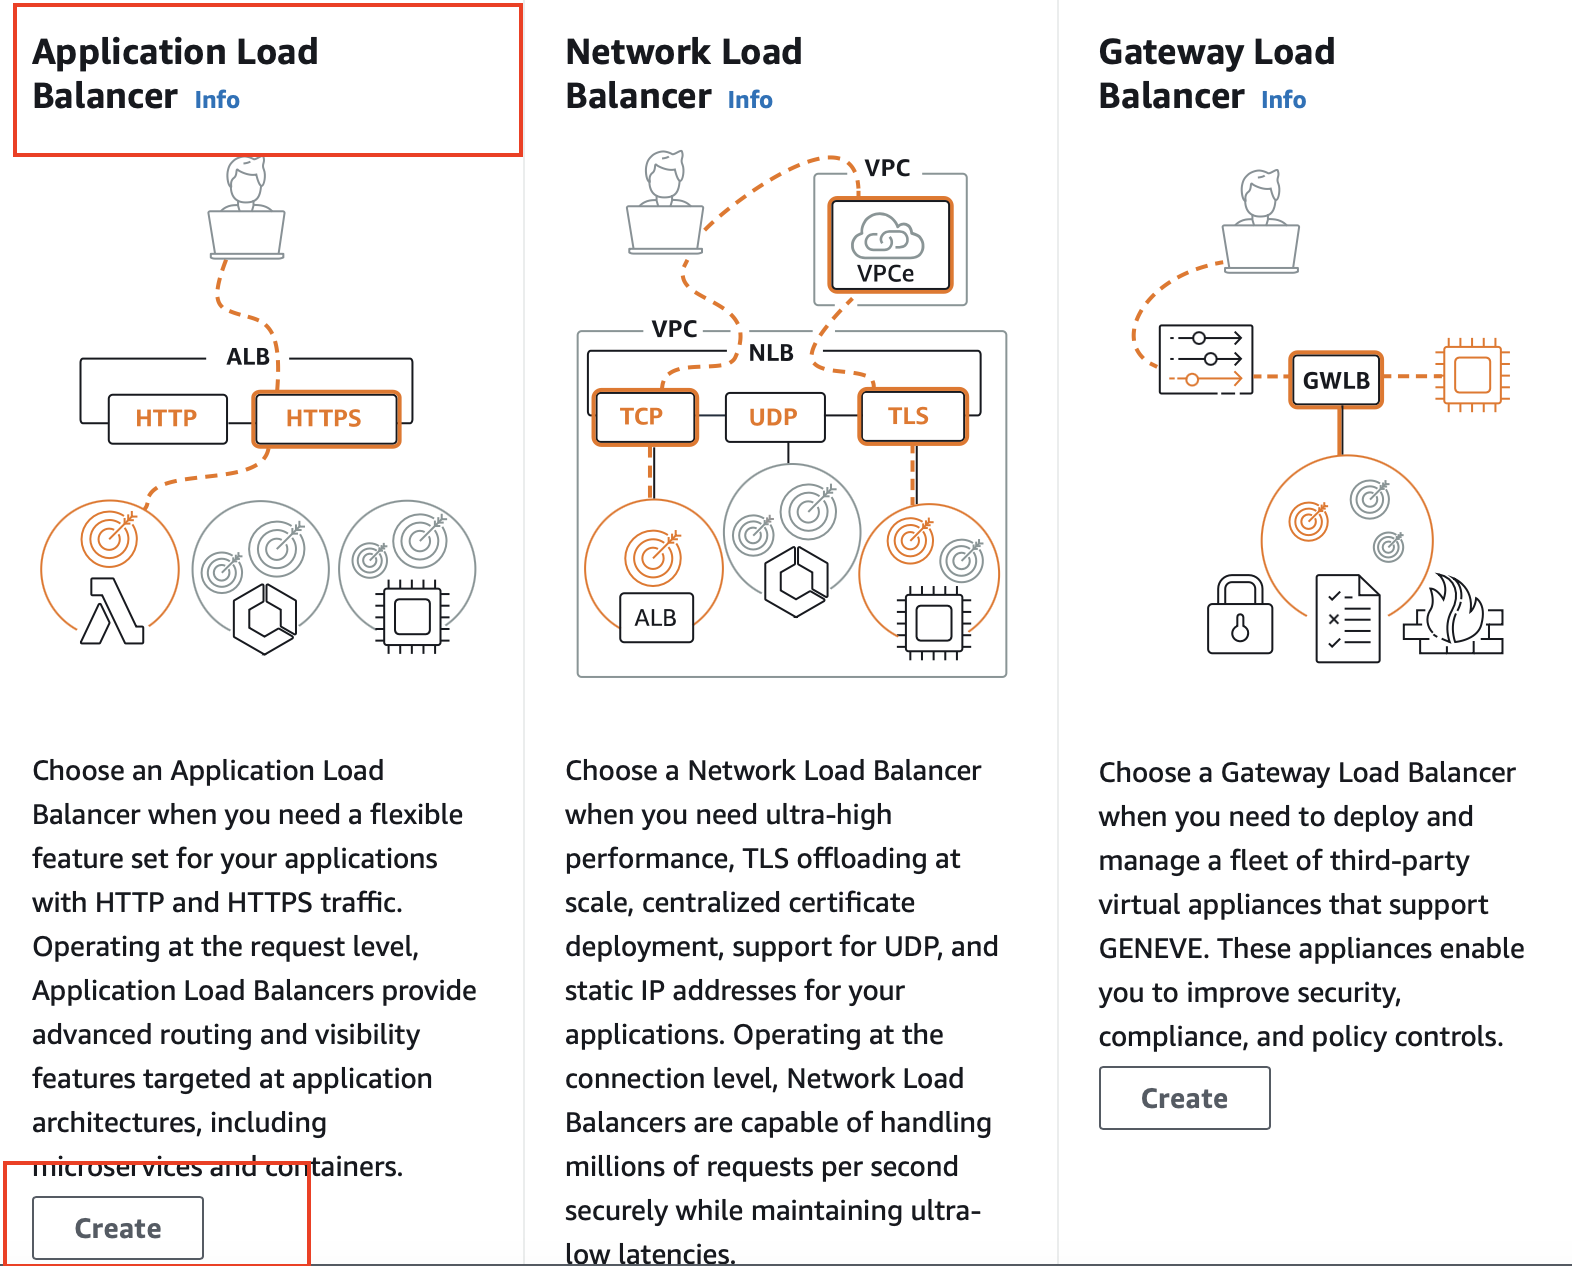 Application Load
Balancer Info
ALB
HTTP HTTPS
Choose an Application Load
Balancer when you need a flexible
feature set for your applications
with HTTP and HTTPS traffic.
Operating at the request level,
Application Load Balancers provide
advanced routing and visibility
features targeted at application
architectures, including
microservices and containers.
Create
Network Load
Balancer Info
VPC
VPCe
VPC
NLB
TCP UDP TLS
ALB
Choose a Network Load Balancer
when you need ultra-high
performance, TLS offloading at
scale, centralized certificate
deployment, support for UDP, and
static IP addresses for your
applications. Operating at the
connection level, Network Load
Balancers are capable of handling
millions of requests per second
securely while maintaining ultra-
low latencies.
Gateway Load
Balancer Info
GWLB
Choose a Gateway Load Balancer
when you need to deploy and
manage a fleet of third-party
virtual appliances that support
GENEVE. These appliances enable
you to improve security,
compliance, and policy controls.
Create